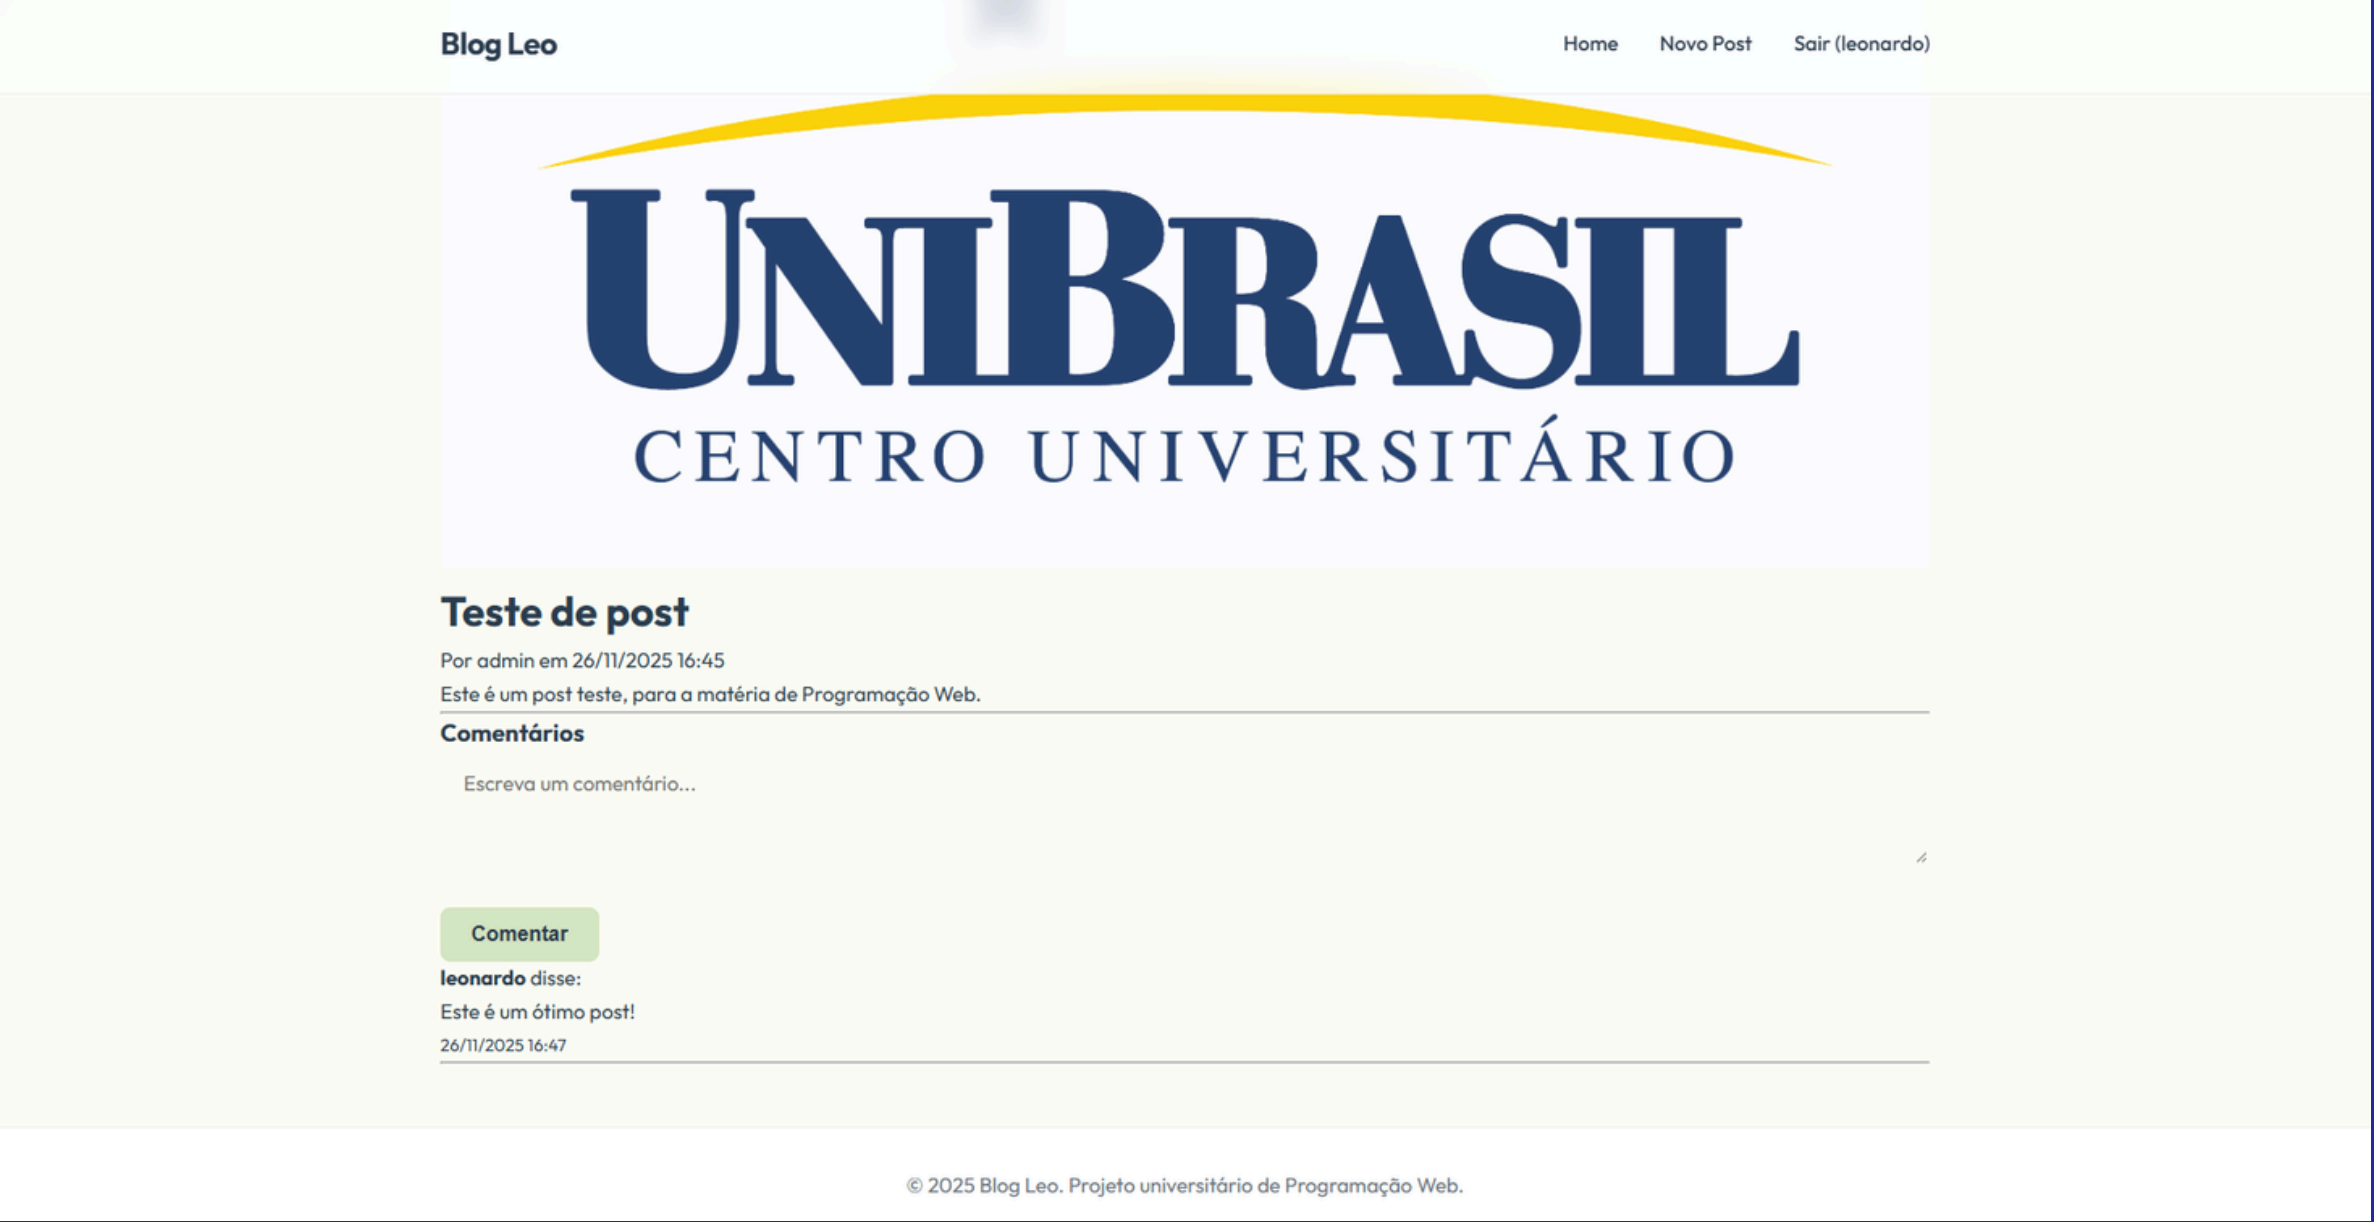 Blog Leo
Home Novo Post Sair (leonardo)
UNIBRASIL
CENTRO UNIVERSITÁRIO
Teste de post
Por admin em 26/11/2025 16:45
Este é um post teste, para a matéria de Programação Web.
Comentários
Escreva um comentário...
Comentar
leonardo disse:
Este é um ótimo post!
26/11/2025 16:47
© 2025 Blog Leo. Projeto universitário de Programação Web.